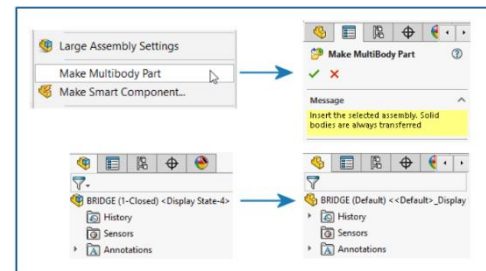 Large Assembly Settings
Make Multibody Part
Make Smart Component...
Make MultiBody Part
Message
Insert the selected assembly. Solid
bodies are always transferred
BRIDGE (1-Closed) <Display State-4>
History
Sensors
Annotations
BRIDGE (Default) <<Default>_Display
History
Sensors
Annotations